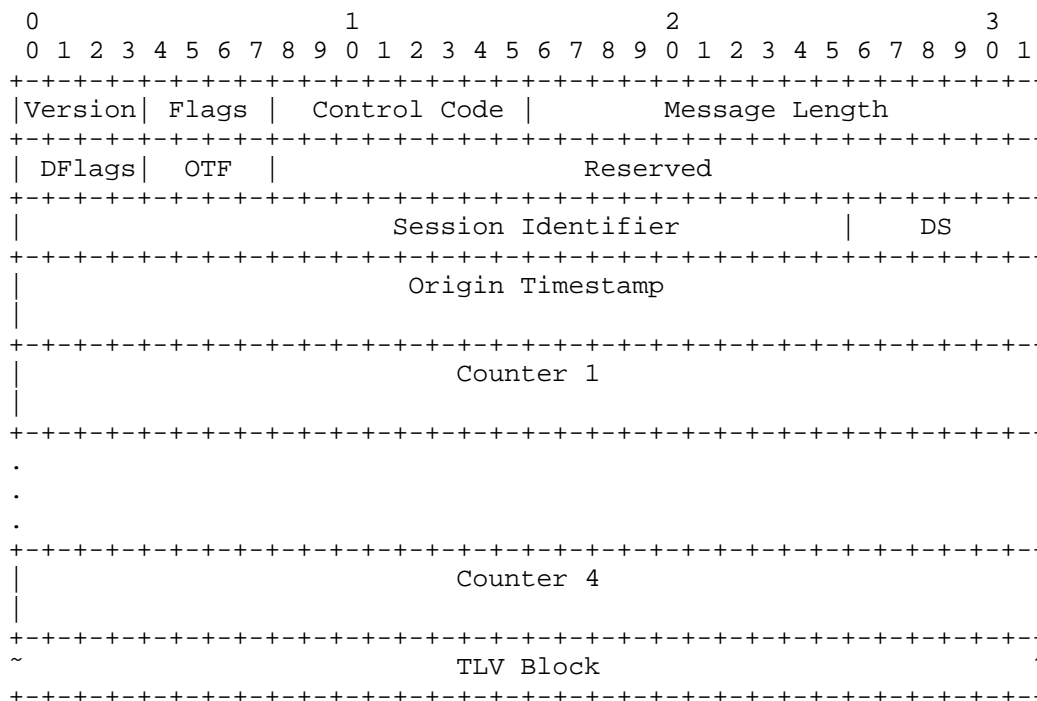 0                   1                   2                   3
 0 1 2 3 4 5 6 7 8 9 0 1 2 3 4 5 6 7 8 9 0 1 2 3 4 5 6 7 8 9 0 1
+-+-+-+-+-+-+-+-+-+-+-+-+-+-+-+-+-+-+-+-+-+-+-+-+-+-+-+-+-+-+-+-
|Version| Flags |  Control Code |        Message Length
+-+-+-+-+-+-+-+-+-+-+-+-+-+-+-+-+-+-+-+-+-+-+-+-+-+-+-+-+-+-+-+-
| DFlags|  OTF  |                   Reserved
+-+-+-+-+-+-+-+-+-+-+-+-+-+-+-+-+-+-+-+-+-+-+-+-+-+-+-+-+-+-+-+-
|                       Session Identifier          |    DS
+-+-+-+-+-+-+-+-+-+-+-+-+-+-+-+-+-+-+-+-+-+-+-+-+-+-+-+-+-+-+-+-
|                        Origin Timestamp
|
+-+-+-+-+-+-+-+-+-+-+-+-+-+-+-+-+-+-+-+-+-+-+-+-+-+-+-+-+-+-+-+-
|                           Counter 1
|
+-+-+-+-+-+-+-+-+-+-+-+-+-+-+-+-+-+-+-+-+-+-+-+-+-+-+-+-+-+-+-+-
.
.
.
+-+-+-+-+-+-+-+-+-+-+-+-+-+-+-+-+-+-+-+-+-+-+-+-+-+-+-+-+-+-+-+-
|                           Counter 4
|
+-+-+-+-+-+-+-+-+-+-+-+-+-+-+-+-+-+-+-+-+-+-+-+-+-+-+-+-+-+-+-+-
~                           TLV Block                           ~
+-+-+-+-+-+-+-+-+-+-+-+-+-+-+-+-+-+-+-+-+-+-+-+-+-+-+-+-+-+-+-+-